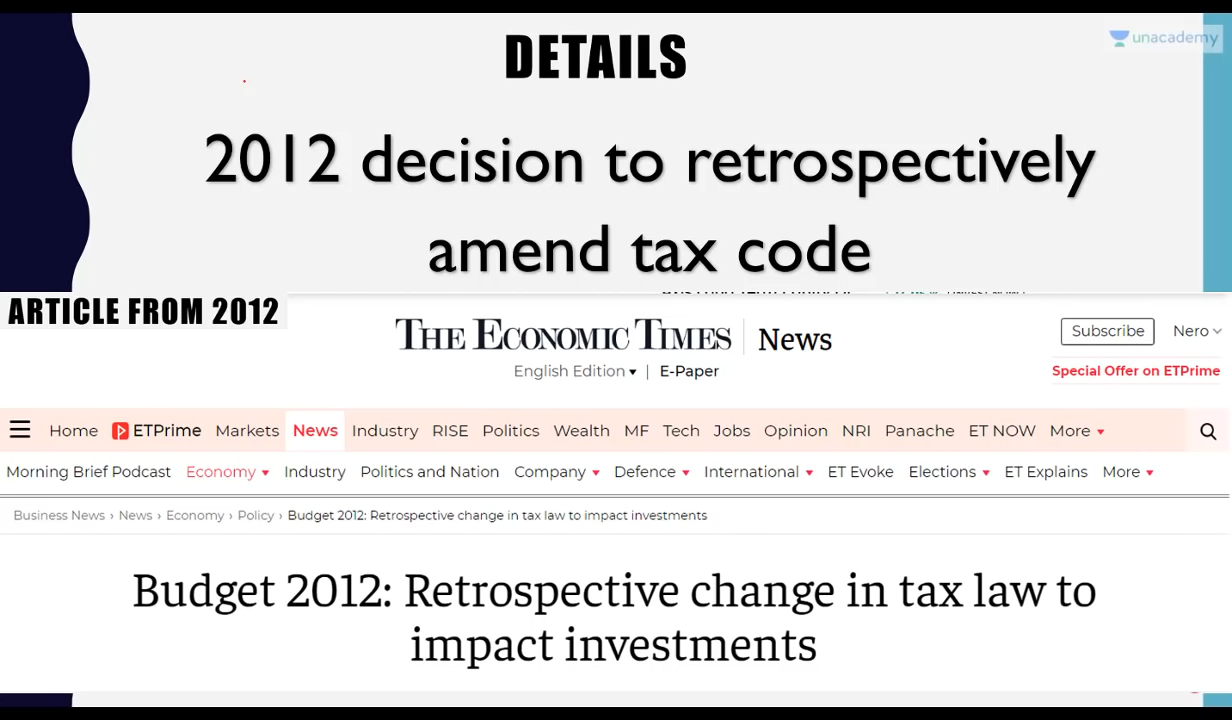 DETAILS
unacademy
2012 decision to retrospectively
amend tax code
ARTICLE FROM 2012
THE ECONOMIC TIMES | News
Subscribe
Nero
English Edition | E-Paper
Special Offer on ETPrime
Home ETPrime Markets News Industry RISE Politics Wealth MF Tech Jobs Opinion NRI Panache ET NOW More
Morning Brief Podcast Economy Industry Politics and Nation Company Defence International ET Evoke Elections ET Explains More
Business News › News › Economy › Policy › Budget 2012: Retrospective change in tax law to impact investments
Budget 2012: Retrospective change in tax law to
impact investments